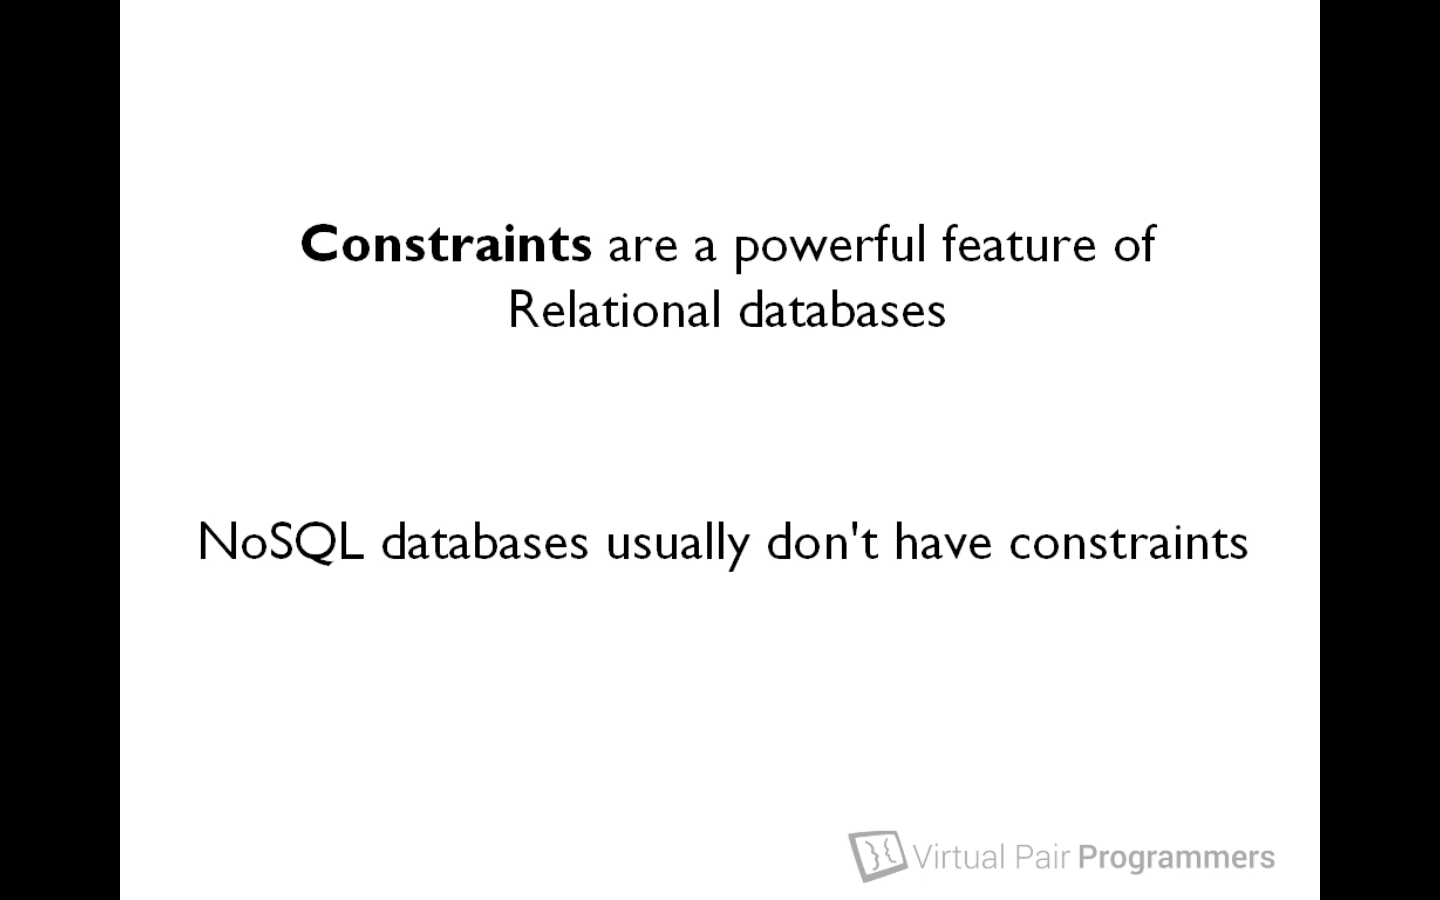 Constraints are a powerful feature of
Relational databases
NoSQL databases usually don't have constraints
Virtual Pair Programmers